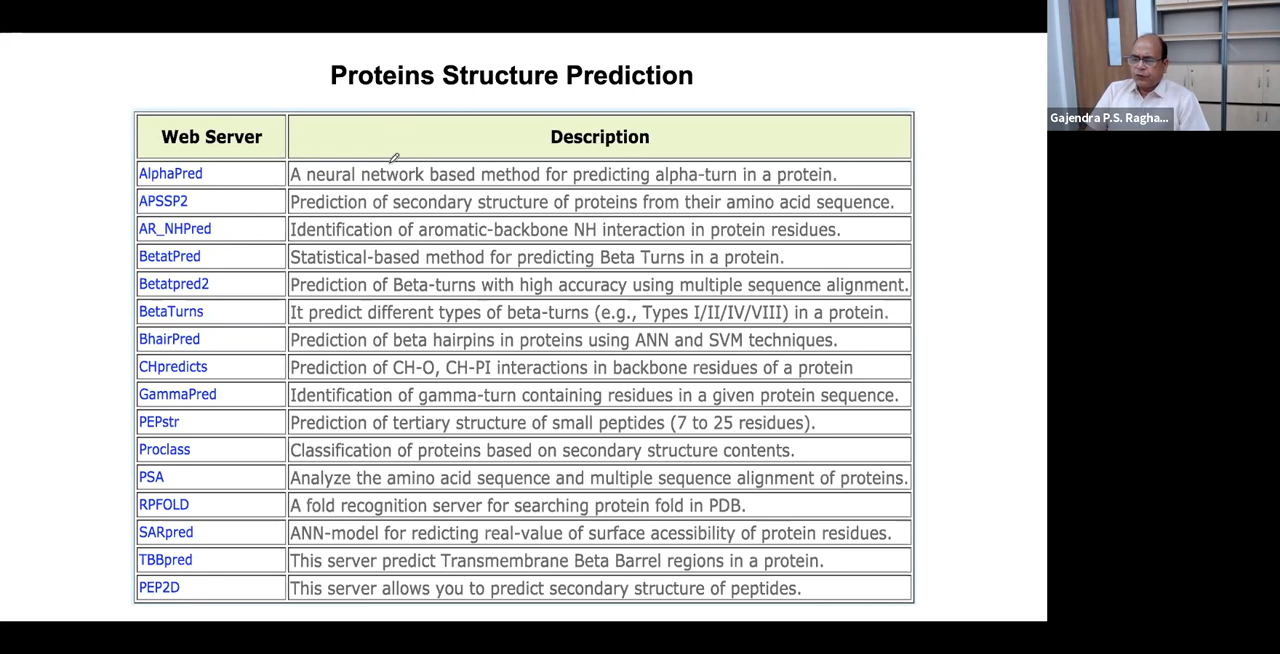 Proteins Structure Prediction
Gajendra P.S. Ragha...
Web Server Description
AlphaPred A neural network based method for predicting alpha-turn in a protein.
APSSP2 Prediction of secondary structure of proteins from their amino acid sequence.
AR_NHPred Identification of aromatic-backbone NH interaction in protein residues.
BetatPred Statistical-based method for predicting Beta Turns in a protein.
Betatpred2 Prediction of Beta-turns with high accuracy using multiple sequence alignment.
BetaTurns It predict different types of beta-turns (e.g., Types I/II/IV/VIII) in a protein.
BhairPred Prediction of beta hairpins in proteins using ANN and SVM techniques.
CHpredicts Prediction of CH-O, CH-PI interactions in backbone residues of a protein
GammaPred Identification of gamma-turn containing residues in a given protein sequence.
PEPstr Prediction of tertiary structure of small peptides (7 to 25 residues).
Proclass Classification of proteins based on secondary structure contents.
PSA Analyze the amino acid sequence and multiple sequence alignment of proteins.
RPFOLD A fold recognition server for searching protein fold in PDB.
SARpred ANN-model for redicting real-value of surface acessibility of protein residues.
TBBpred This server predict Transmembrane Beta Barrel regions in a protein.
PEP2D This server allows you to predict secondary structure of peptides.